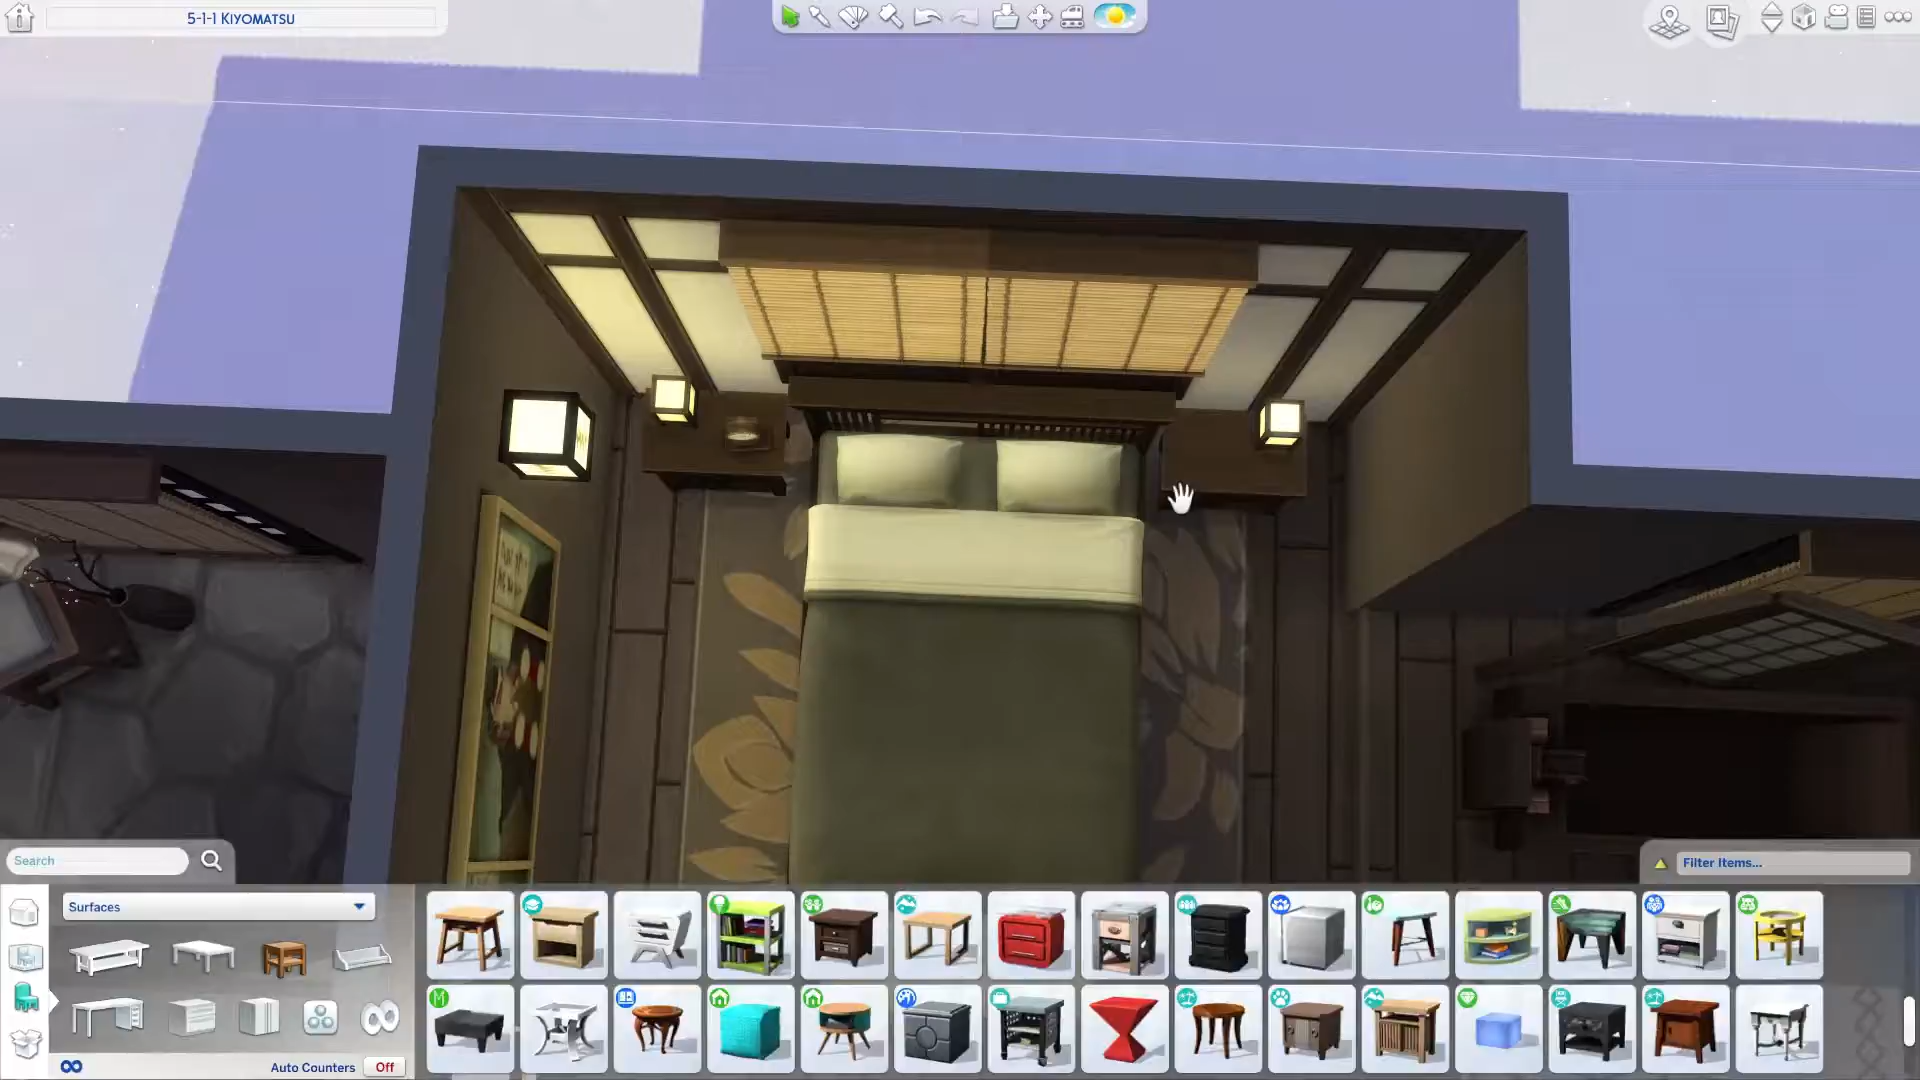 5-1-1 KIYOMATSU
Search
Filter Items...
Surfaces
Auto Counters
Off